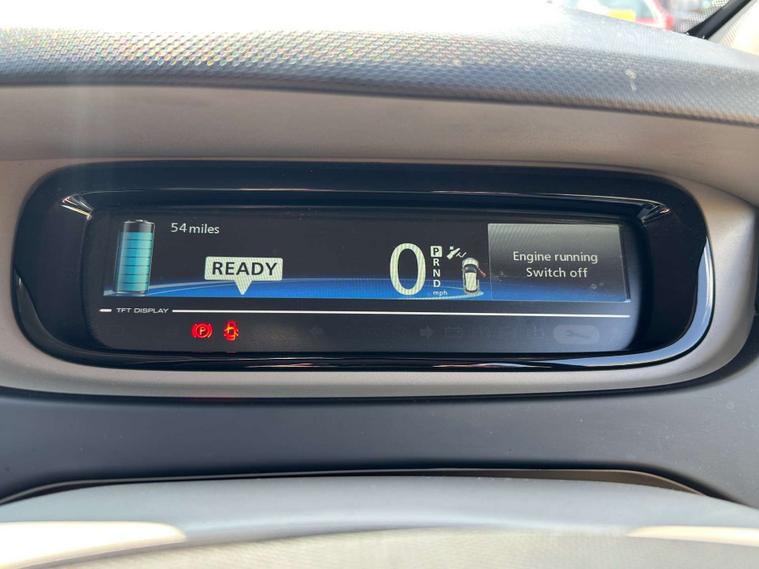 54 miles
READY
0
P
R
N
D
mph
Engine running
Switch off
TFT DISPLAY
P